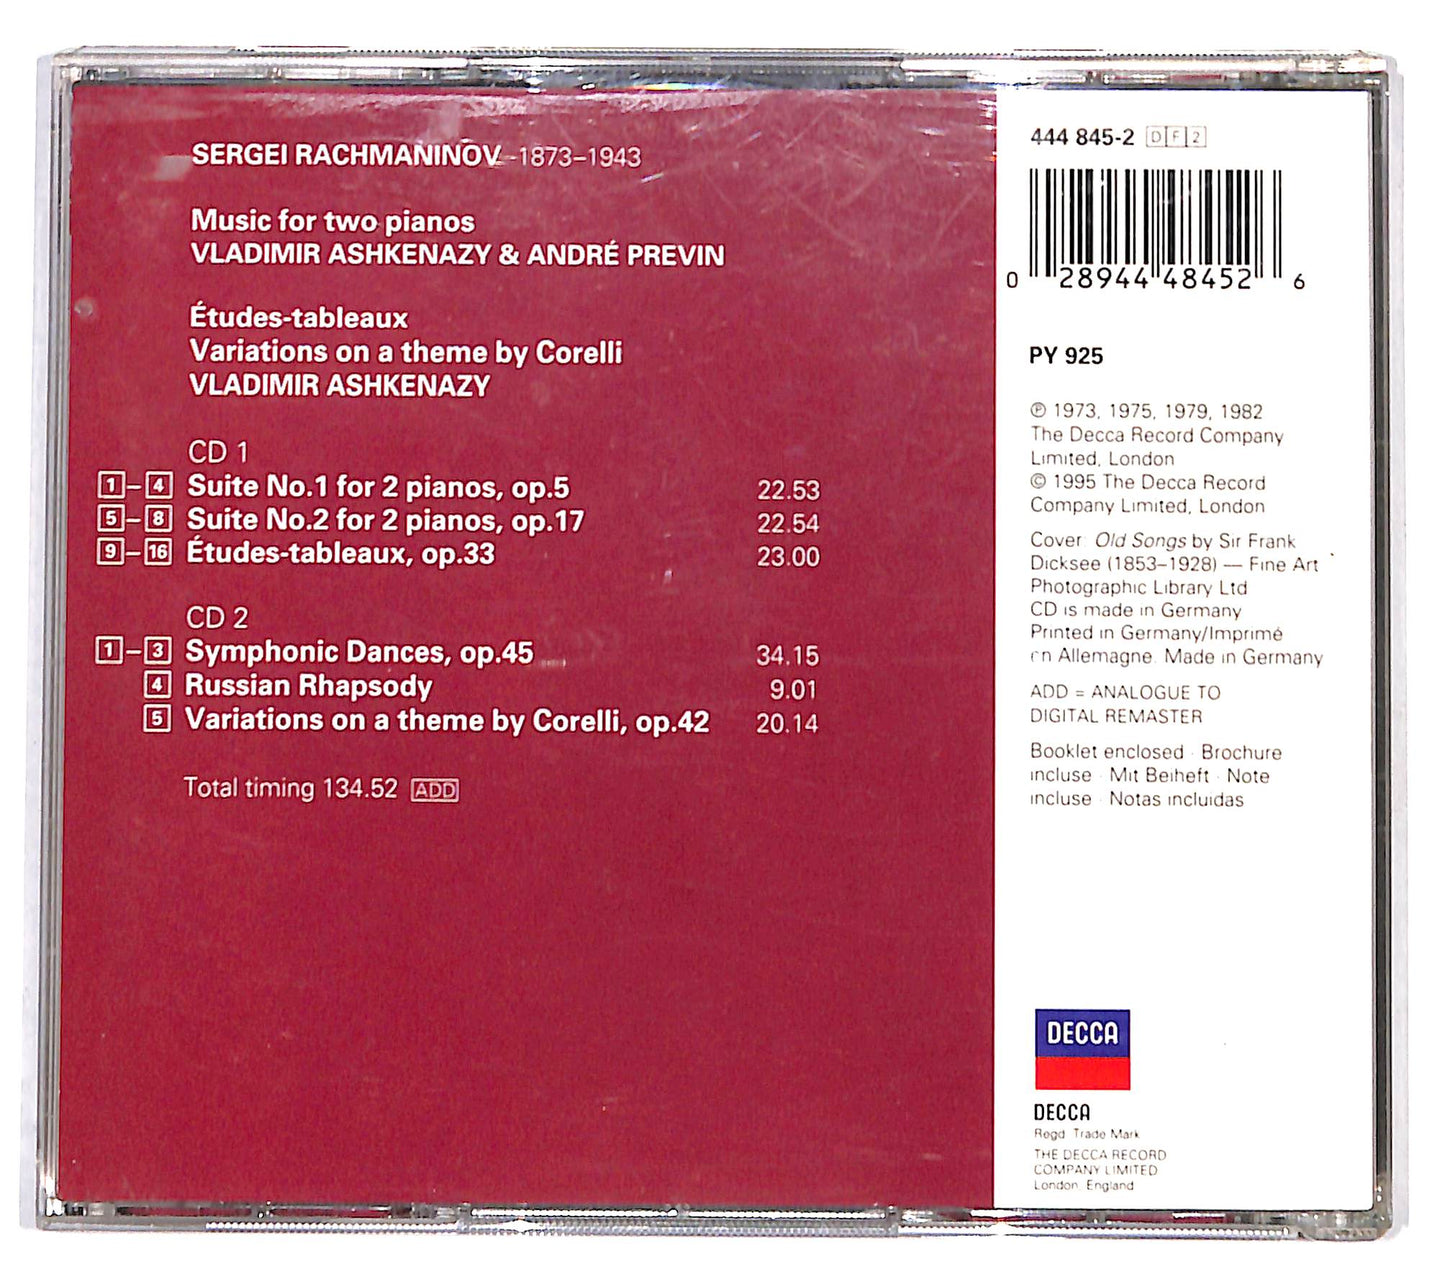 SERGEI RACHMANINOV 1873–1943
Music for two pianos
VLADIMIR ASHKENAZY & ANDRÉ PREVIN
Études-tableaux
Variations on a theme by Corelli
VLADIMIR ASHKENAZY
CD 1
1–4 Suite No.1 for 2 pianos, op.5 22.53
5–8 Suite No.2 for 2 pianos, op.17 22.54
9–16 Études-tableaux, op.33 23.00
CD 2
1–3 Symphonic Dances, op.45 34.15
4 Russian Rhapsody 9.01
5 Variations on a theme by Corelli, op.42 20.14
Total timing 134.52 ADD
444 845-2 DF2
0 28944 48452 6
PY 925
℗ 1973, 1975, 1979, 1982
The Decca Record Company
Limited, London
© 1995 The Decca Record
Company Limited, London
Cover: Old Songs by Sir Frank
Dicksee (1853–1928) — Fine Art
Photographic Library Ltd
CD is made in Germany
Printed in Germany/Imprimé
en Allemagne. Made in Germany
ADD = ANALOGUE TO
DIGITAL REMASTER
Booklet enclosed · Brochure
incluse · Mit Beiheft · Note
incluse · Notas incluidas
DECCA
DECCA
Regd. Trade Mark
THE DECCA RECORD
COMPANY LIMITED
London, England